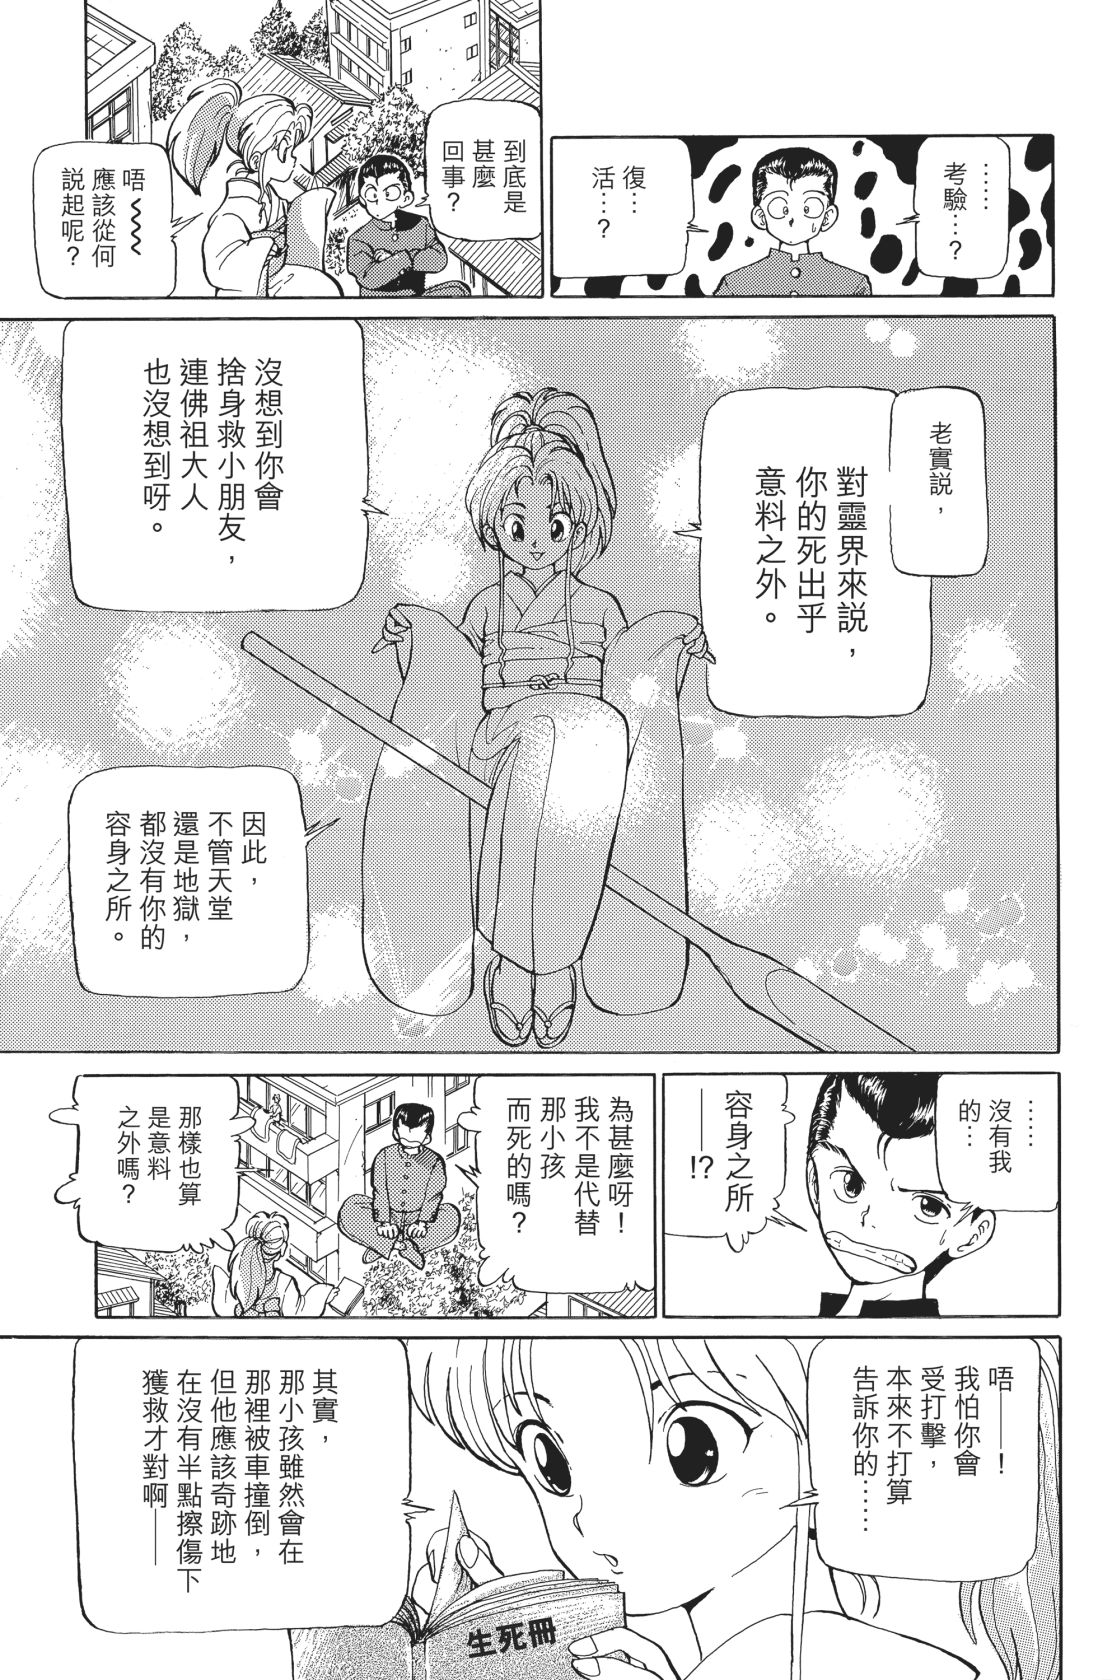 ……
考驗…？
復…
活…？
到底是
甚麼
回事？
唔～～
應該從何
説起呢？
老實説，
對靈界來説，
你的死出乎
意料之外。
沒想到你會
捨身救小朋友，
連佛祖大人
也沒想到呀。
因此，
不管天堂
還是地獄，
都沒有你的
容身之所。
……
沒有我
的…
容身之所
──!?
為甚麼呀！
我不是代替
那小孩
而死的嗎？
那樣也算
是意料
之外嗎？
唔──！
我怕你會
受打擊，
本來不打算
告訴你的……
其實，
那小孩雖然會在
那裡被車撞倒，
但他應該奇跡地
在沒有半點擦傷下
獲救才對啊──
生死冊